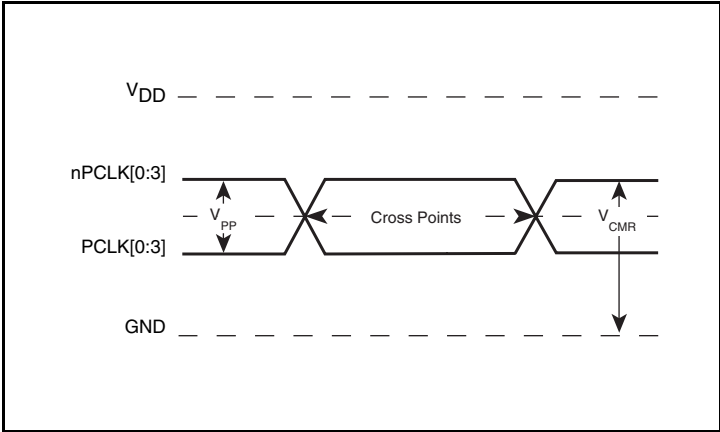 VDD
nPCLK[0:3]
VPP
Cross Points
VCMR
PCLK[0:3]
GND